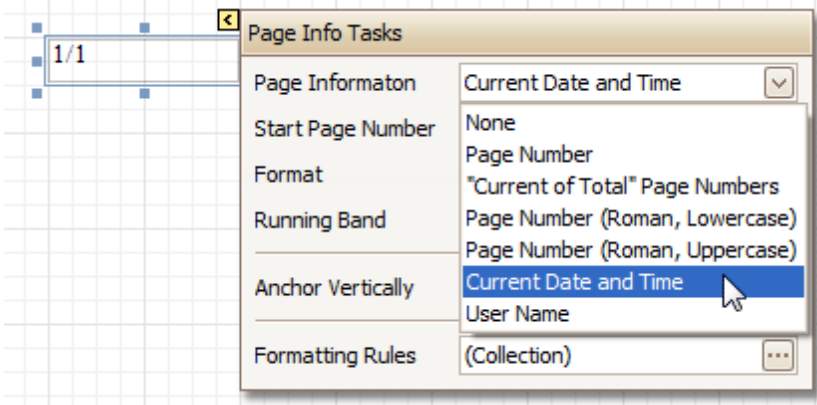 1/1
Page Info Tasks
Page Informaton Current Date and Time
Start Page Number
Format
Running Band
Anchor Vertically
Formatting Rules (Collection)
None
Page Number
"Current of Total" Page Numbers
Page Number (Roman, Lowercase)
Page Number (Roman, Uppercase)
Current Date and Time
User Name